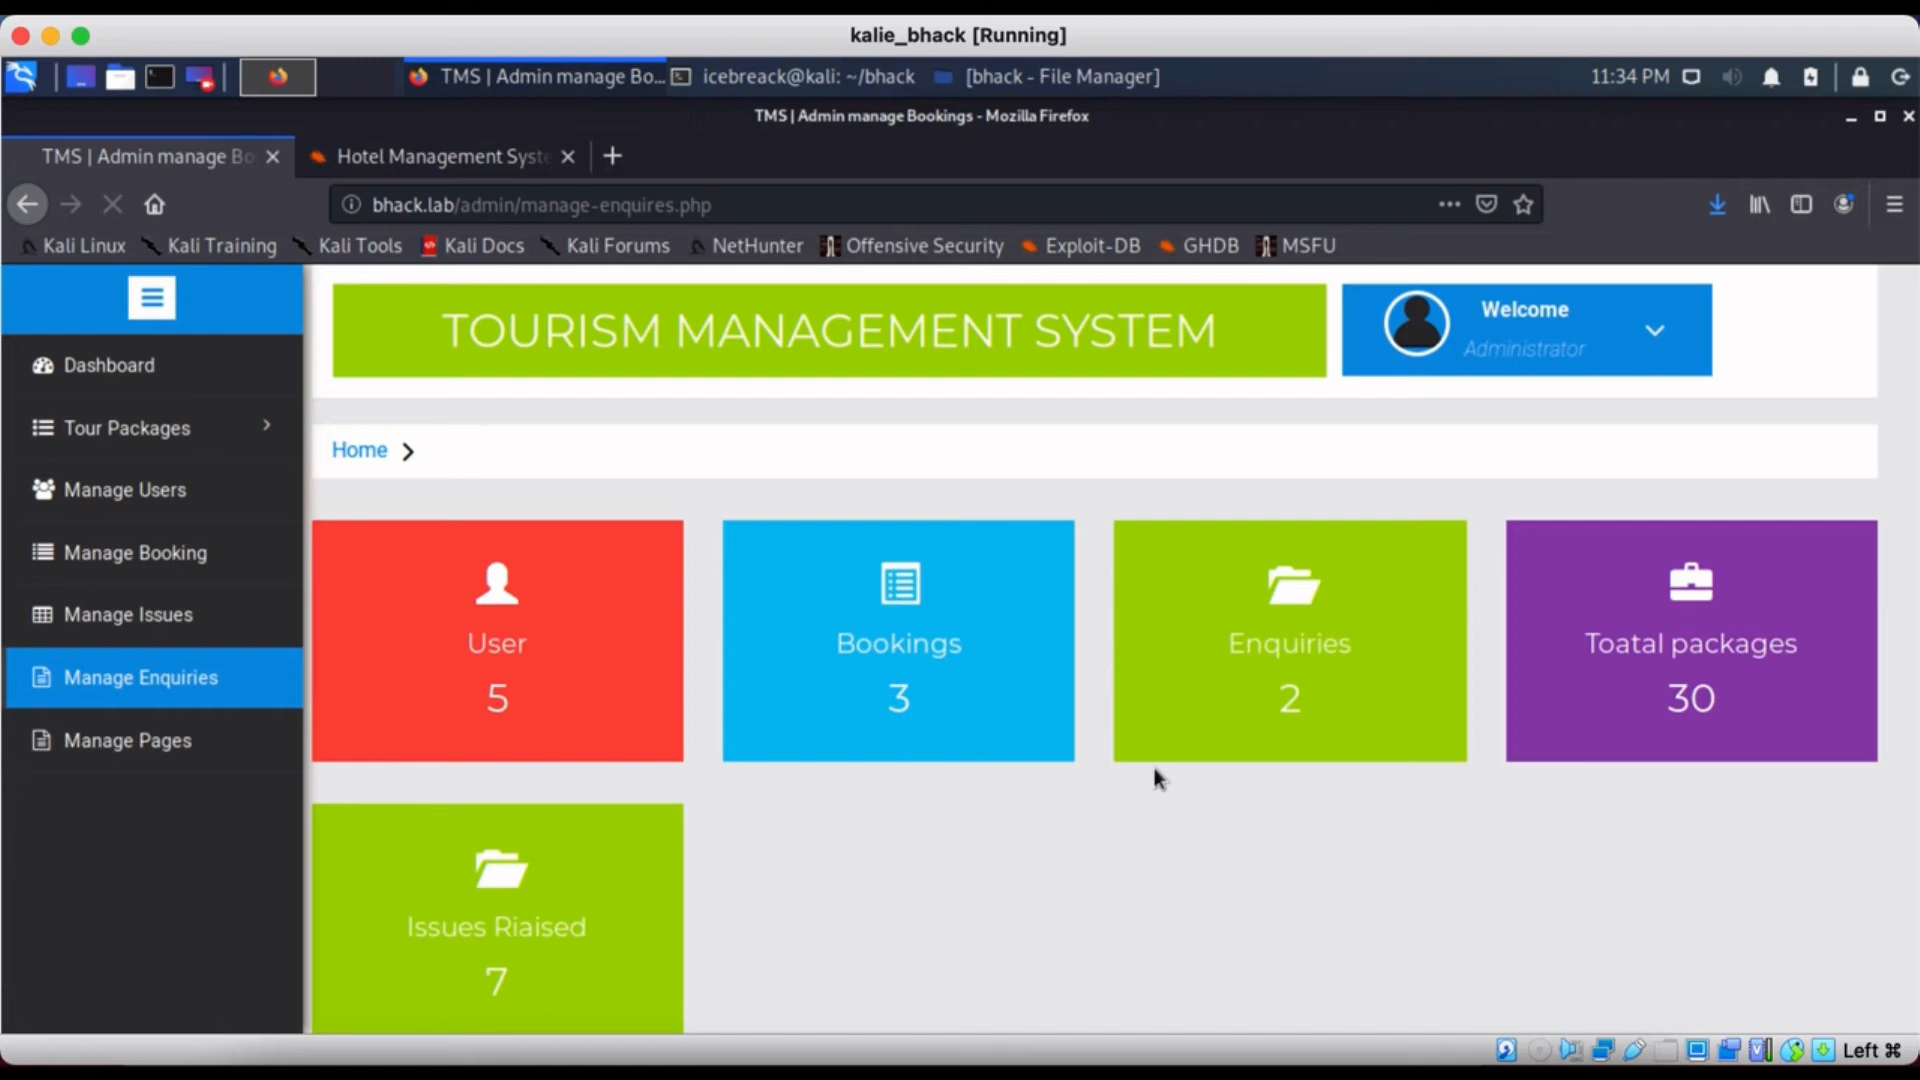 kalie_bhack [Running]
TMS | Admin manage Bo... icebreack@kali: ~/bhack [bhack - File Manager] 11:34 PM
TMS | Admin manage Bookings - Mozilla Firefox
TMS | Admin manage Bo Hotel Management Syste
bhack.lab/admin/manage-enquires.php
Kali Linux Kali Training Kali Tools Kali Docs Kali Forums NetHunter Offensive Security Exploit-DB GHDB MSFU
TOURISM MANAGEMENT SYSTEM
Welcome
Administrator
Dashboard
Tour Packages
Manage Users
Manage Booking
Manage Issues
Manage Enquiries
Manage Pages
Home
User
5
Bookings
3
Enquiries
2
Toatal packages
30
Issues Riaised
7
Left ⌘